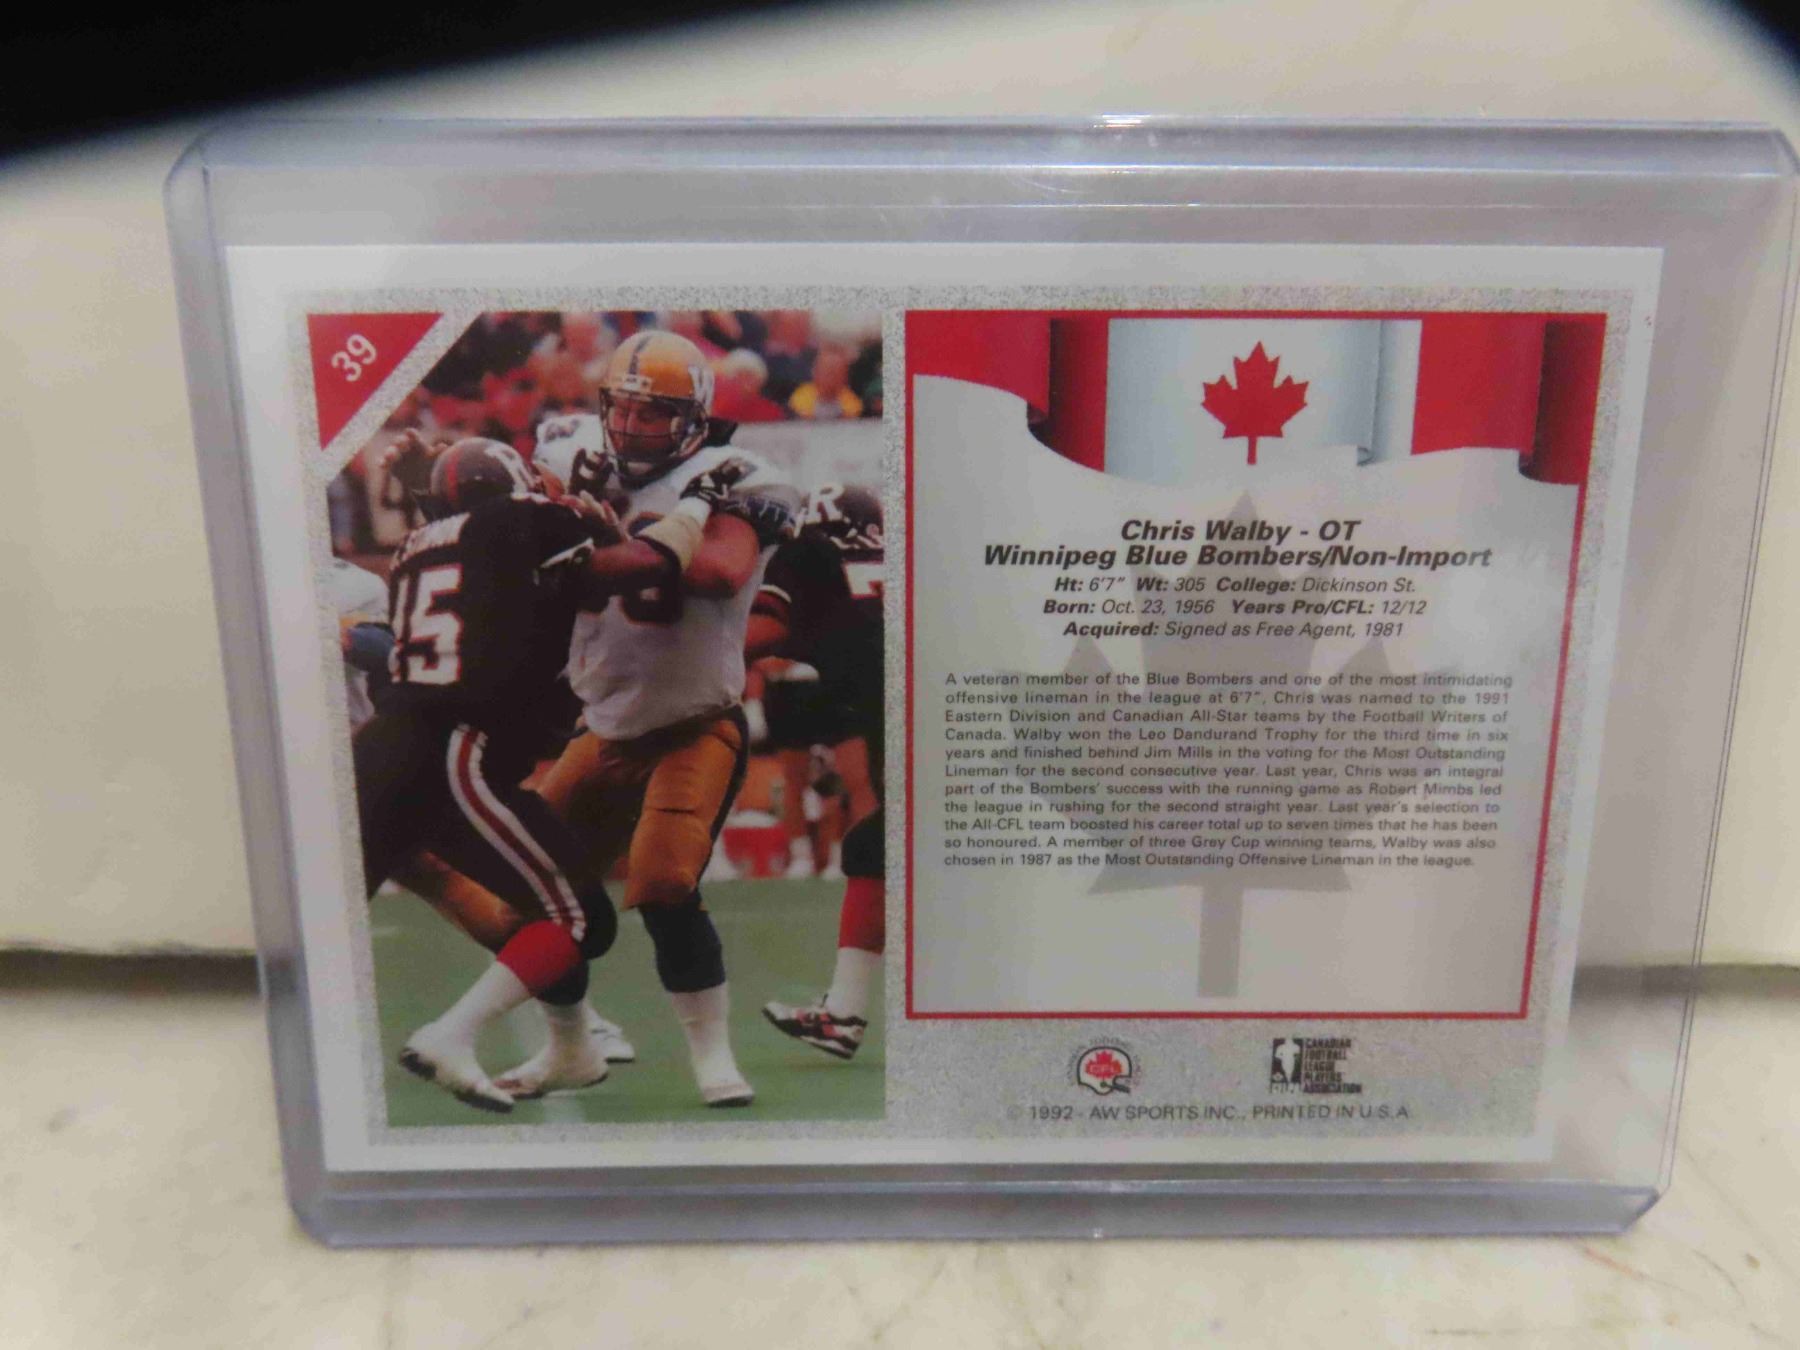 39
W
R
R
75
Chris Walby - OT
Winnipeg Blue Bombers/Non-Import
Ht: 6'7" Wt: 305 College: Dickinson St.
Born: Oct. 23, 1956 Years Pro/CFL: 12/12
Acquired: Signed as Free Agent, 1981
A veteran member of the Blue Bombers and one of the most intimidating
offensive lineman in the league at 6'7", Chris was named to the 1991
Eastern Division and Canadian All-Star teams by the Football Writers of
Canada. Walby won the Leo Dandurand Trophy for the third time in six
years and finished behind Jim Mills in the voting for the Most Outstanding
Lineman for the second consecutive year. Last year, Chris was an integral
part of the Bombers' success with the running game as Robert Mimbs led
the league in rushing for the second straight year. Last year's selection to
the All-CFL team boosted his career total up to seven times that he has been
so honoured. A member of three Grey Cup winning teams, Walby was also
chosen in 1987 as the Most Outstanding Offensive Lineman in the league.
CFL
CANADIAN
FOOTBALL
LEAGUE
PLAYERS
ASSOCIATION
© 1992 - AW SPORTS INC., PRINTED IN U.S.A